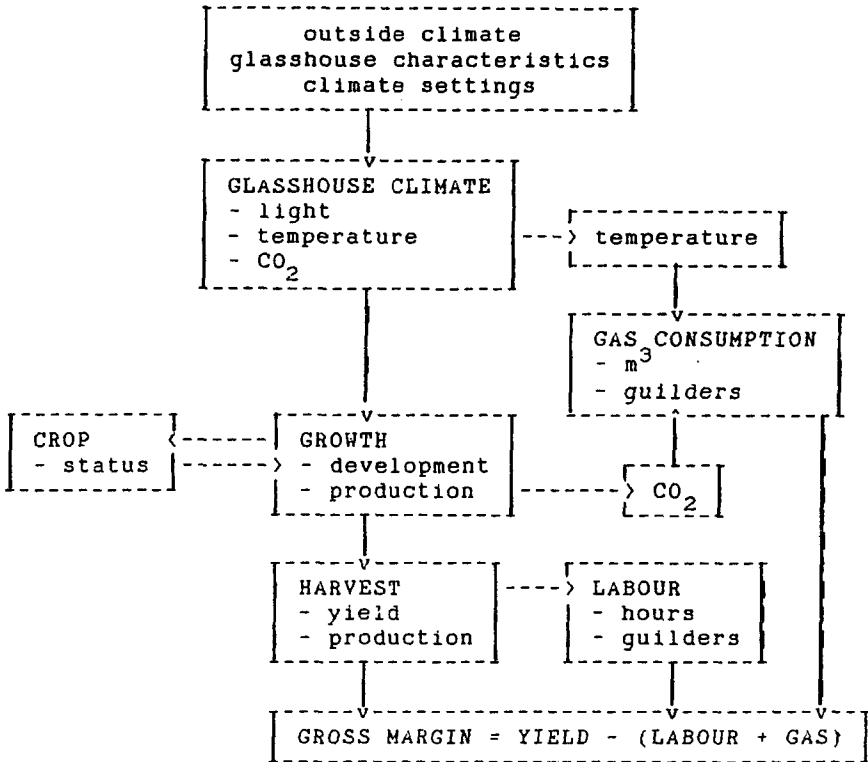 outside climate
glasshouse characteristics
climate settings
GLASSHOUSE CLIMATE
- light
- temperature
- CO2
temperature
GAS CONSUMPTION
- m3
- guilders
CROP
- status
GROWTH
- development
- production
CO2
HARVEST
- yield
- production
LABOUR
- hours
- guilders
GROSS MARGIN = YIELD - (LABOUR + GAS)